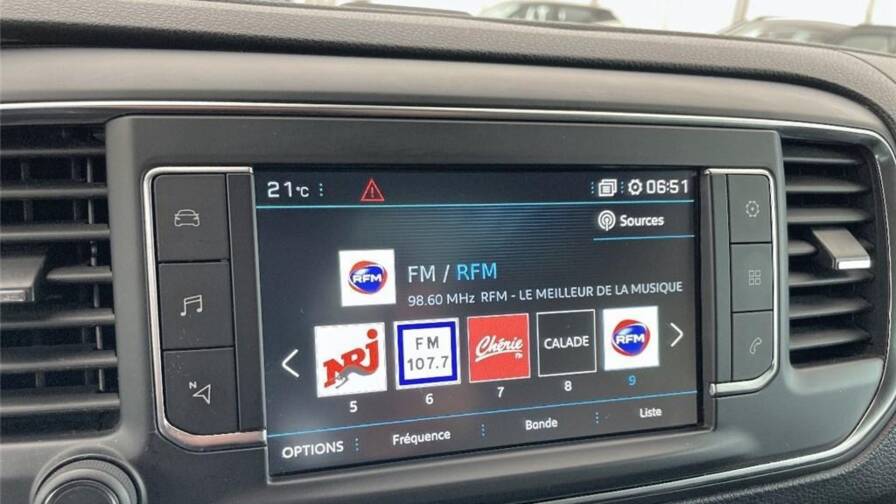 21°C
06:51
Sources
RFM
FM / RFM
98.60 MHz RFM - LE MEILLEUR DE LA MUSIQUE
NRJ
FM
107.7
Chérie
FM
CALADE
RFM
5
6
7
8
9
OPTIONS
Fréquence
Bande
Liste
N